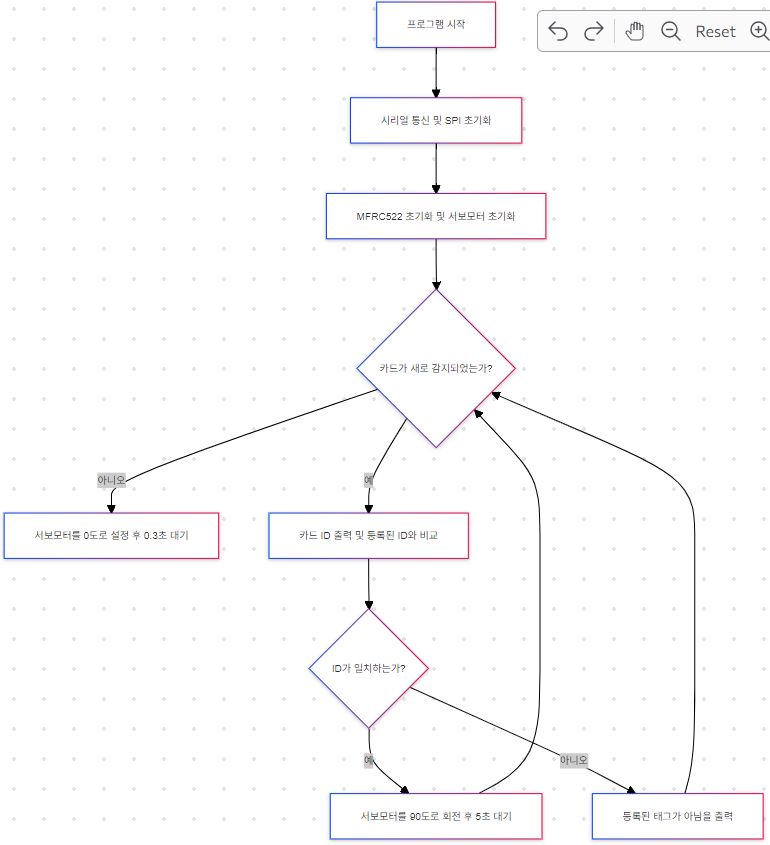 프로그램 시작
Reset
시리얼 통신 및 SPI 초기화
MFRC522 초기화 및 서보모터 초기화
카드가 새로 감지되었는가?
아니오
예
서보모터를 0도로 설정 후 0.3초 대기
카드 ID 출력 및 등록된 ID와 비교
ID가 일치하는가?
예
아니오
서보모터를 90도로 회전 후 5초 대기
등록된 태그가 아님을 출력